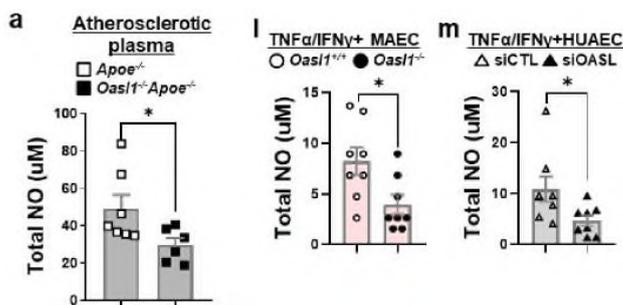 a
Atherosclerotic
plasma
Apoe-/-
Oasl1-/-Apoe-/-
*
Total NO (uM)
100
80
60
40
20
0
l
TNFα/IFNγ+ MAEC
Oasl1+/+ Oasl1-/-
*
Total NO (uM)
15
10
5
0
m
TNFα/IFNγ+HUAEC
siCTL siOASL
*
Total NO (uM)
30
20
10
0